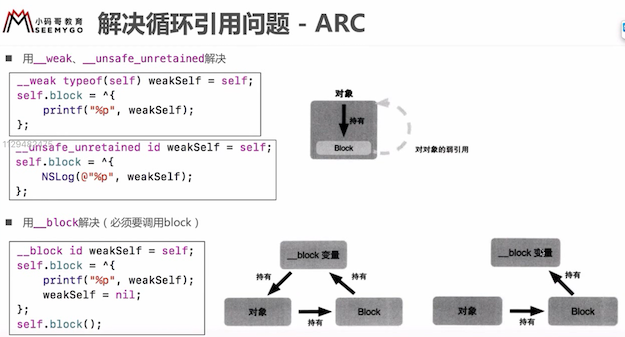 小码哥教育
SEEMYGO
解决循环引用问题 - ARC
■ 用__weak、__unsafe_unretained解决
__weak typeof(self) weakSelf = self;
self.block = ^{
    printf("%p", weakSelf);
};
__unsafe_unretained id weakSelf = self;
self.block = ^{
    NSLog(@"%p", weakSelf);
};
对象
持有
Block
对对象的弱引用
■ 用__block解决（必须要调用block）
__block id weakSelf = self;
self.block = ^{
    printf("%p", weakSelf);
    weakSelf = nil;
};
self.block();
__block 变量
持有
持有
对象
持有
Block
__block 变量
持有
对象
持有
Block